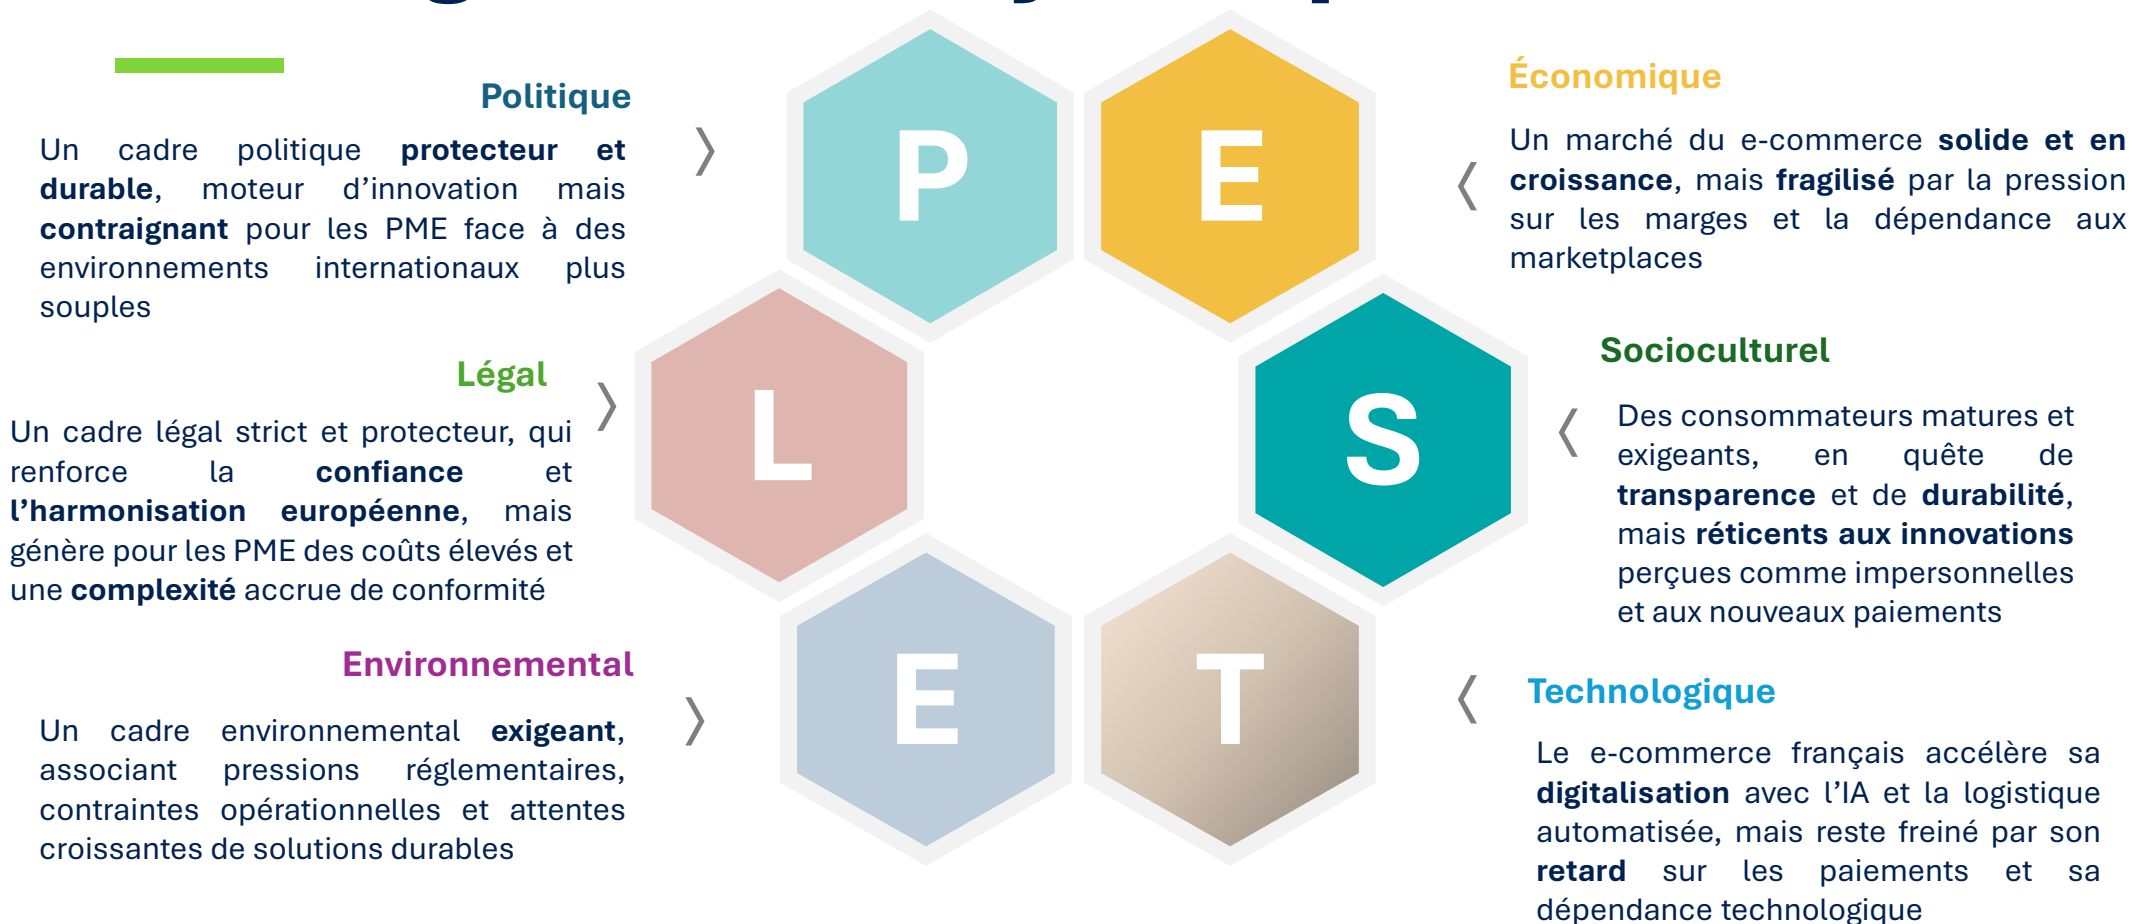 Politique
Un cadre politique protecteur et
durable, moteur d’innovation mais
contraignant pour les PME face à des
environnements internationaux plus
souples
Légal
Un cadre légal strict et protecteur, qui
renforce la confiance et
l’harmonisation européenne, mais
génère pour les PME des coûts élevés et
une complexité accrue de conformité
Environnemental
Un cadre environnemental exigeant,
associant pressions réglementaires,
contraintes opérationnelles et attentes
croissantes de solutions durables
P
E
L
S
E
T
Économique
Un marché du e-commerce solide et en
croissance, mais fragilisé par la pression
sur les marges et la dépendance aux
marketplaces
Socioculturel
Des consommateurs matures et
exigeants, en quête de
transparence et de durabilité,
mais réticents aux innovations
perçues comme impersonnelles
et aux nouveaux paiements
Technologique
Le e-commerce français accélère sa
digitalisation avec l’IA et la logistique
automatisée, mais reste freiné par son
retard sur les paiements et sa
dépendance technologique